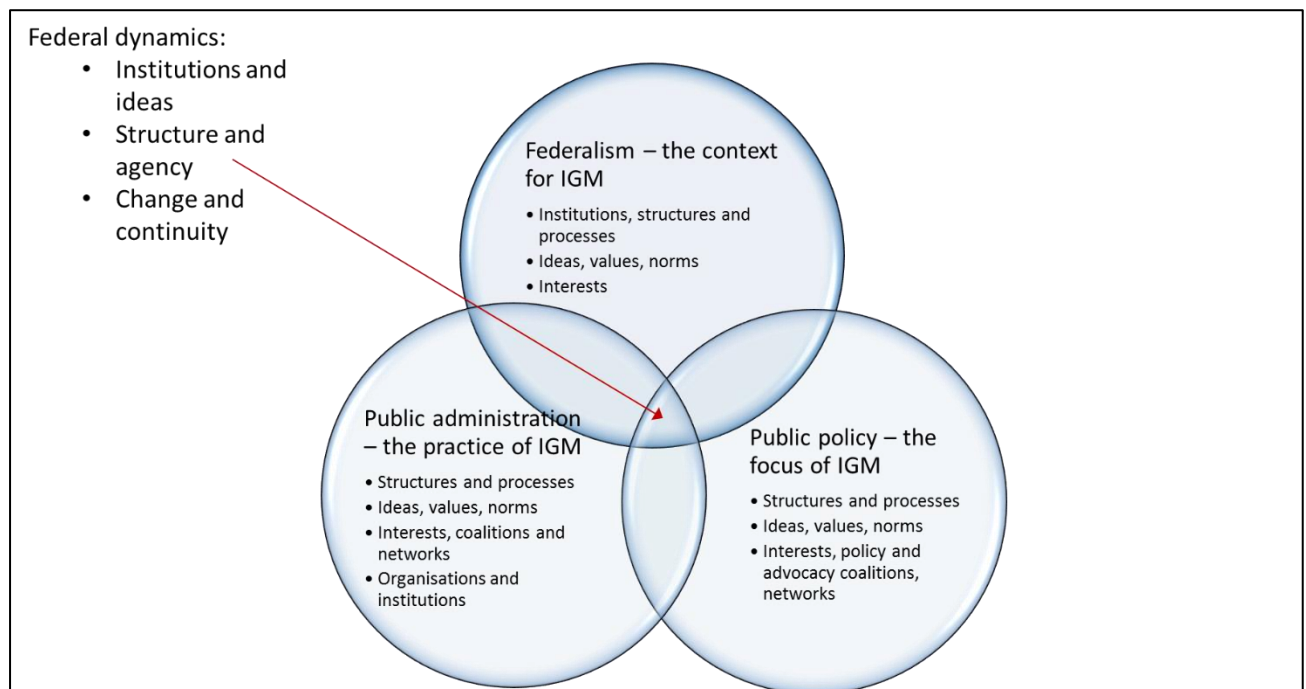 Federal dynamics:
• Institutions and
ideas
• Structure and
agency
• Change and
continuity
Federalism – the context
for IGM
• Institutions, structures and
processes
• Ideas, values, norms
• Interests
Public administration
– the practice of IGM
• Structures and processes
• Ideas, values, norms
• Interests, coalitions and
networks
• Organisations and
institutions
Public policy – the
focus of IGM
• Structures and processes
• Ideas, values, norms
• Interests, policy and
advocacy coalitions,
networks